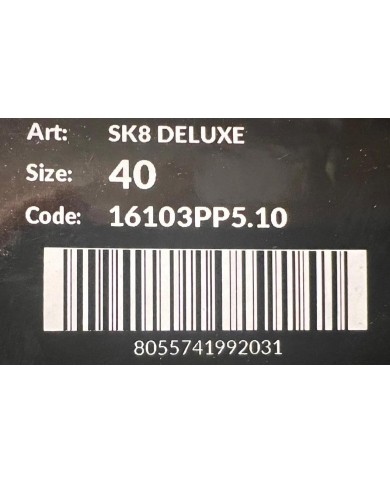 Art: SK8 DELUXE
Size: 40
Code: 16103PP5.10
8055741992031